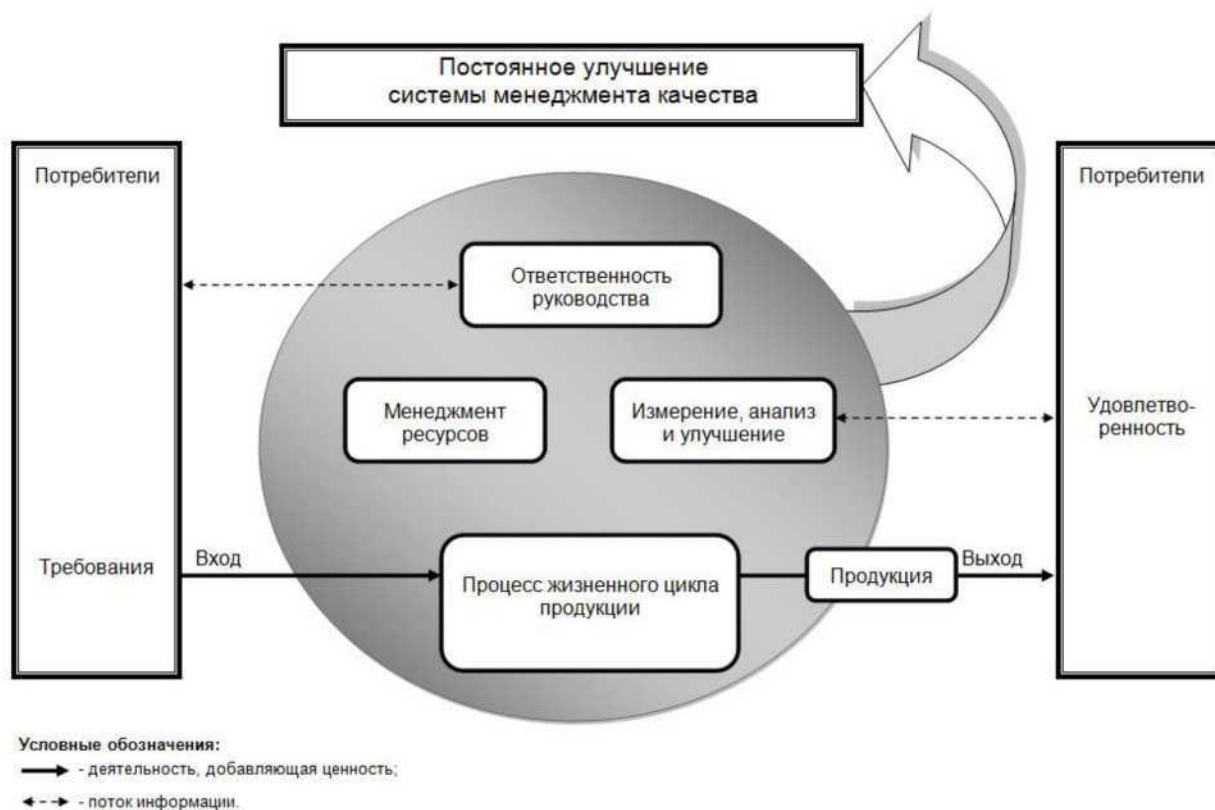 Постоянное улучшение
системы менеджмента качества
Потребители
Потребители
Ответственность
руководства
Менеджмент
ресурсов
Измерение, анализ
и улучшение
Удовлетво-
ренность
Требования
Вход
Процесс жизненного цикла
продукции
Продукция
Выход
Условные обозначения:
- деятельность, добавляющая ценность;
- поток информации.